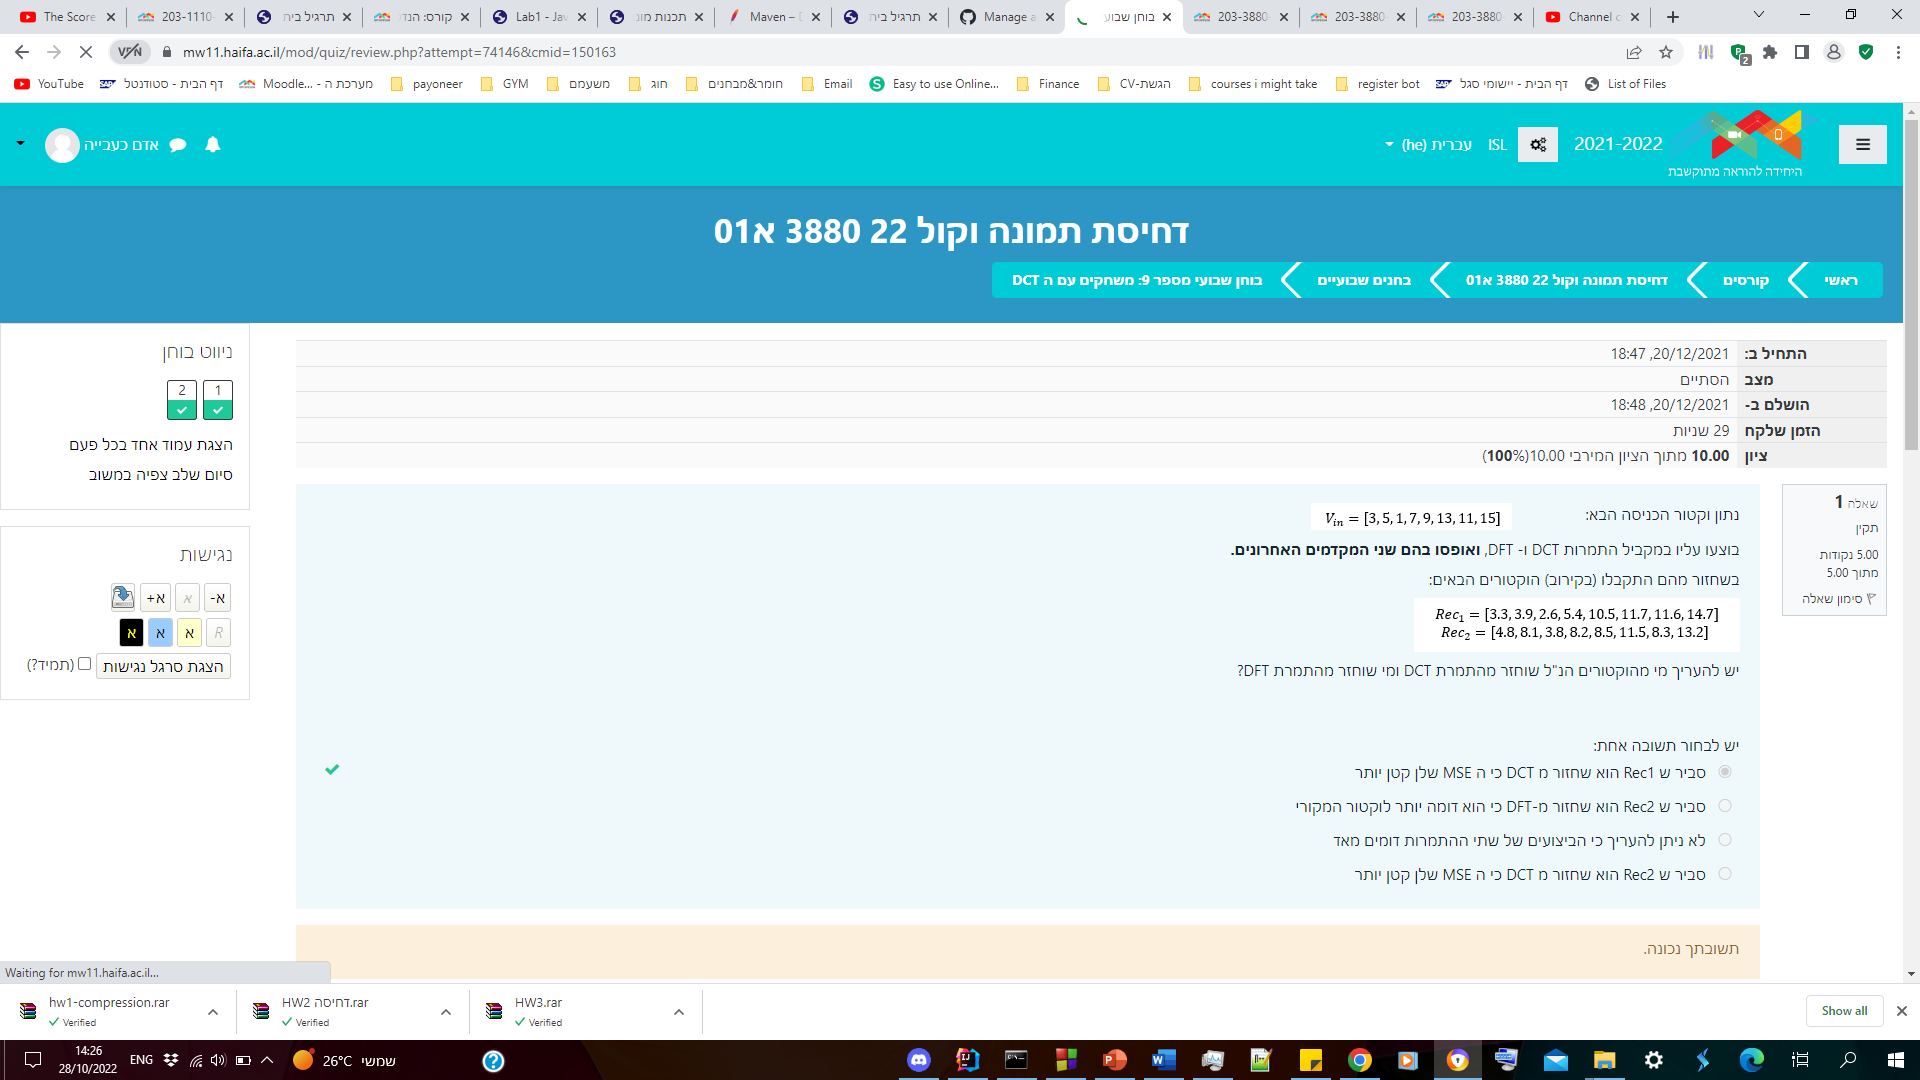 The Score
203-1110-
תרגיל בית
קורס: הנדו
Lab1 - Jav
תכנות מונ
Maven – D
תרגיל בית
Manage a
בוחן שבוע
203-3880-
203-3880-
203-3880-
Channel c
VPN
mw11.haifa.ac.il/mod/quiz/review.php?attempt=74146&cmid=150163
2
YouTube
דף הבית - סטודנטל
Moodle... - מערכת ה
payoneer
GYM
משעמם
חוג
חומר&מבחנים
Email
Easy to use Online...
Finance
הגשת-CV
courses i might take
register bot
דף הבית - יישומי סגל
List of Files
2021-2022
היחידה להוראה מתוקשבת
ISL
עברית (he)
אדם כעבייה
דחיסת תמונה וקול 22 3880 א01
ראשי
קורסים
דחיסת תמונה וקול 22 3880 א01
בחנים שבועיים
בוחן שבועי מספר 9: משחקים עם ה DCT
ניווט בוחן
1
2
הצגת עמוד אחד בכל פעם
סיום שלב צפיה במשוב
נגישות
א-
א
א+
R
א
א
א
הצגת סרגל נגישות
(תמיד?)
התחיל ב: 20/12/2021, 18:47
מצב הסתיים
הושלם ב- 20/12/2021, 18:48
הזמן שלקח 29 שניות
ציון 10.00 מתוך הציון המירבי 10.00(100%)
שאלה 1
תקין
5.00 נקודות
מתוך 5.00
סימון שאלה
נתון וקטור הכניסה הבא: V_in = [3, 5, 1, 7, 9, 13, 11, 15]
בוצעו עליו במקביל התמרות DCT ו- DFT, ואופסו בהם שני המקדמים האחרונים.
בשחזור מהם התקבלו (בקירוב) הוקטורים הבאים:
Rec₁ = [3.3, 3.9, 2.6, 5.4, 10.5, 11.7, 11.6, 14.7]
Rec₂ = [4.8, 8.1, 3.8, 8.2, 8.5, 11.5, 8.3, 13.2]
יש להעריך מי מהוקטורים הנ"ל שוחזר מהתמרת DCT ומי שוחזר מהתמרת DFT?
יש לבחור תשובה אחת:
סביר ש Rec1 הוא שחזור מ DCT כי ה MSE שלן קטן יותר
סביר ש Rec2 הוא שחזור מ-DFT כי הוא דומה יותר לוקטור המקורי
לא ניתן להעריך כי הביצועים של שתי ההתמרות דומים מאד
סביר ש Rec2 הוא שחזור מ DCT כי ה MSE שלן קטן יותר
תשובתך נכונה.
Waiting for mw11.haifa.ac.il...
hw1-compression.rar
Verified
HW2 דחיסה.rar
Verified
HW3.rar
Verified
Show all
14:26
28/10/2022
ENG
26°C שמשי